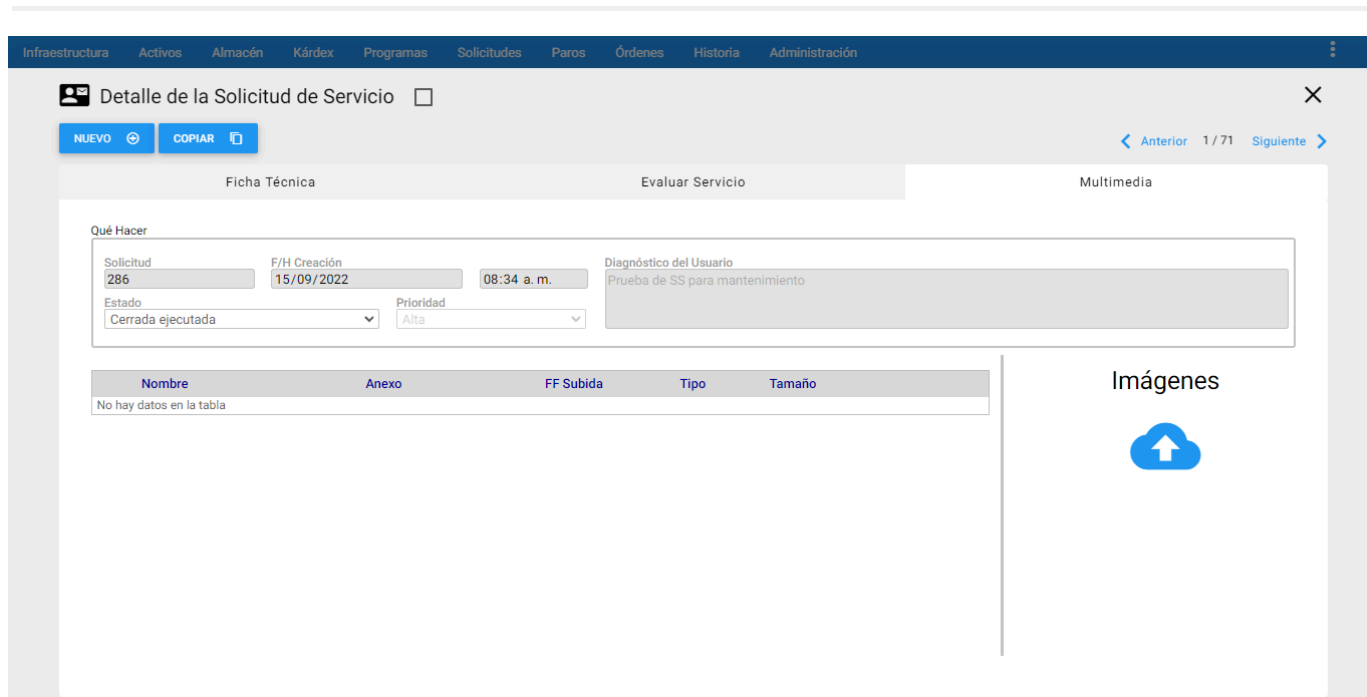 Infraestructura Activos Almacén Kárdex Programas Solicitudes Paros Órdenes Historia Administración
Detalle de la Solicitud de Servicio
NUEVO COPIAR
Anterior 1 / 71 Siguiente
Ficha Técnica Evaluar Servicio Multimedia
Qué Hacer
Solicitud F/H Creación Diagnóstico del Usuario
286 15/09/2022 08:34 a. m. Prueba de SS para mantenimiento
Estado Prioridad
Cerrada ejecutada Alta
Nombre Anexo FF Subida Tipo Tamaño
No hay datos en la tabla
Imágenes